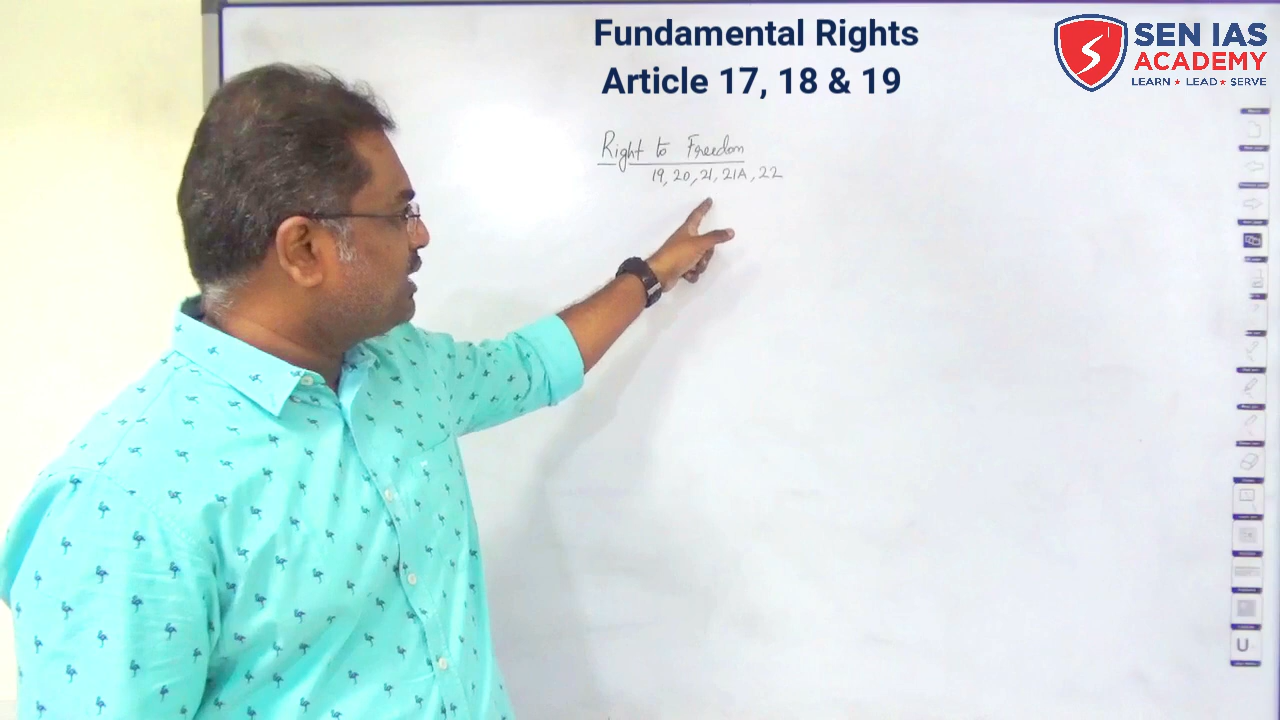 Fundamental Rights
Article 17, 18 & 19
SEN IAS
ACADEMY
LEARN ★ LEAD ★ SERVE
Right to Freedom
19, 20, 21, 21A, 22
U